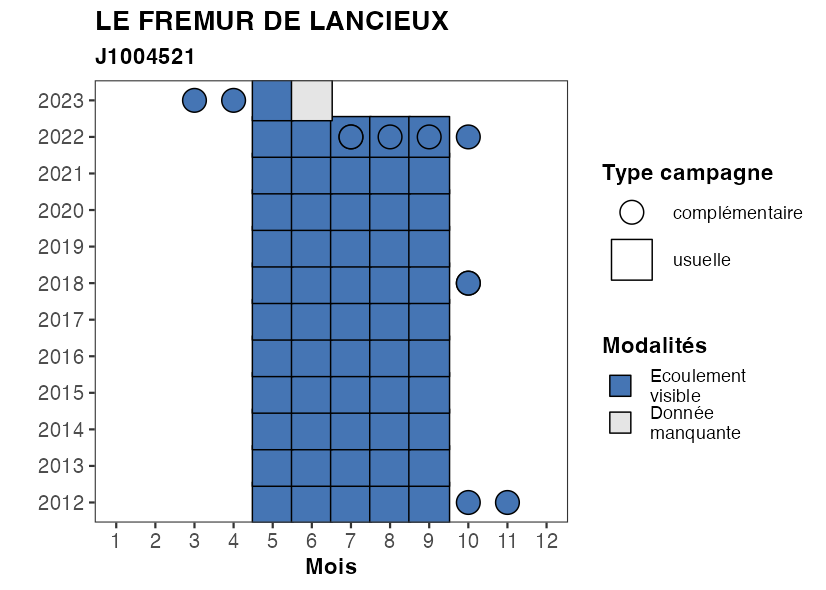 LE FREMUR DE LANCIEUX
J1004521
2023
2022
2021
2020
2019
2018
2017
2016
2015
2014
2013
2012
1 2 3 4 5 6 7 8 9 10 11 12
Mois
Type campagne
complémentaire
usuelle
Modalités
Ecoulement
visible
Donnée
manquante